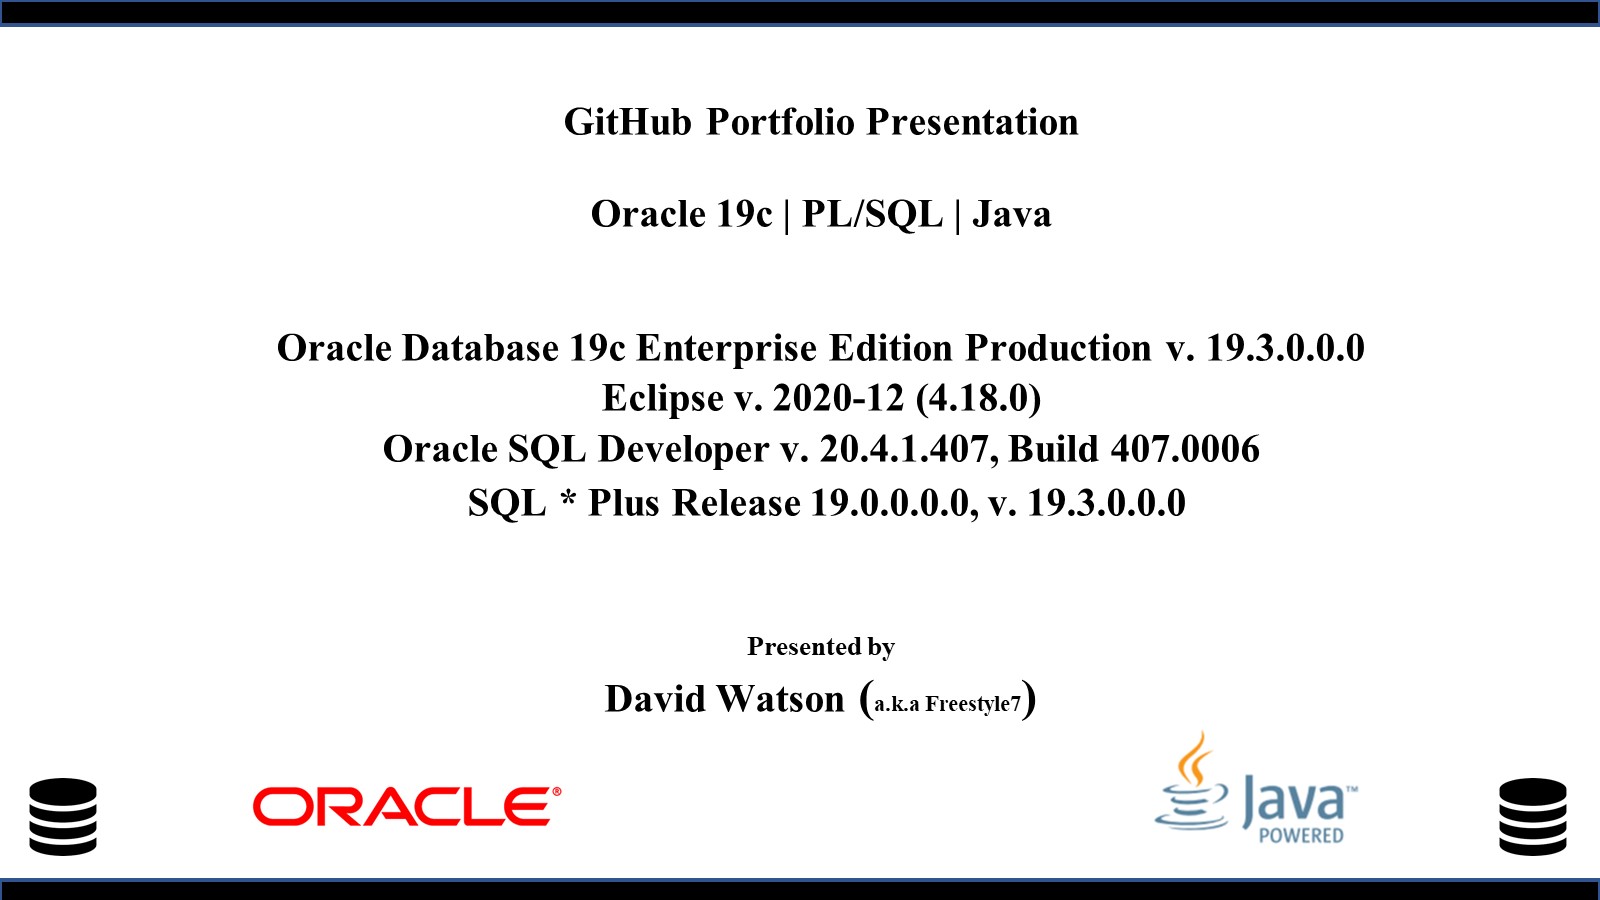 GitHub Portfolio Presentation
Oracle 19c | PL/SQL | Java
Oracle Database 19c Enterprise Edition Production v. 19.3.0.0.0
Eclipse v. 2020-12 (4.18.0)
Oracle SQL Developer v. 20.4.1.407, Build 407.0006
SQL * Plus Release 19.0.0.0.0, v. 19.3.0.0.0
Presented by
David Watson (a.k.a Freestyle7)
ORACLE®
Java™
POWERED